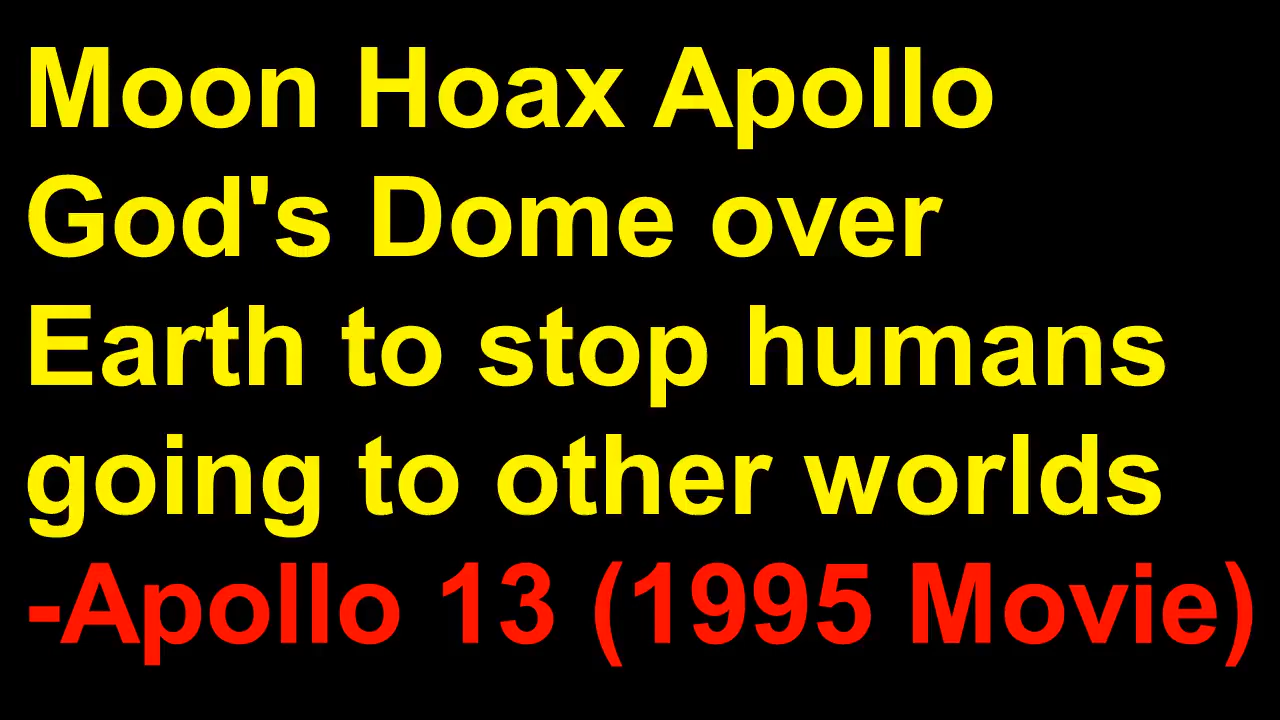 Moon Hoax Apollo
God's Dome over
Earth to stop humans
going to other worlds
-Apollo 13 (1995 Movie)